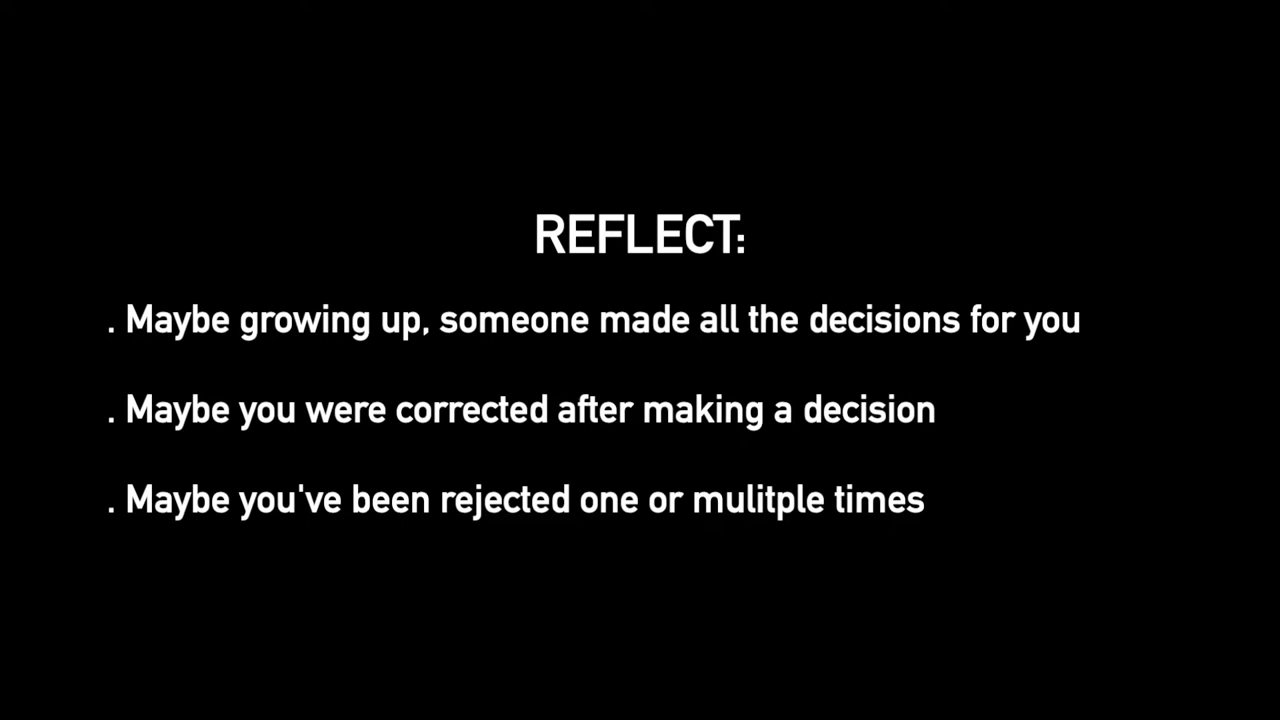 REFLECT:
. Maybe growing up, someone made all the decisions for you
. Maybe you were corrected after making a decision
. Maybe you've been rejected one or mulitple times